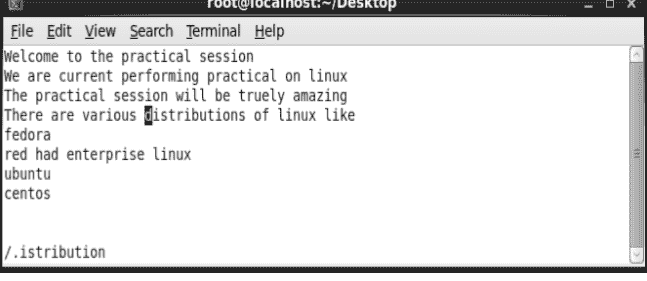 root@localhost:~/Desktop
File Edit View Search Terminal Help
Welcome to the practical session
We are current performing practical on linux
The practical session will be truely amazing
There are various distributions of linux like
fedora
red had enterprise linux
ubuntu
centos
/.istribution